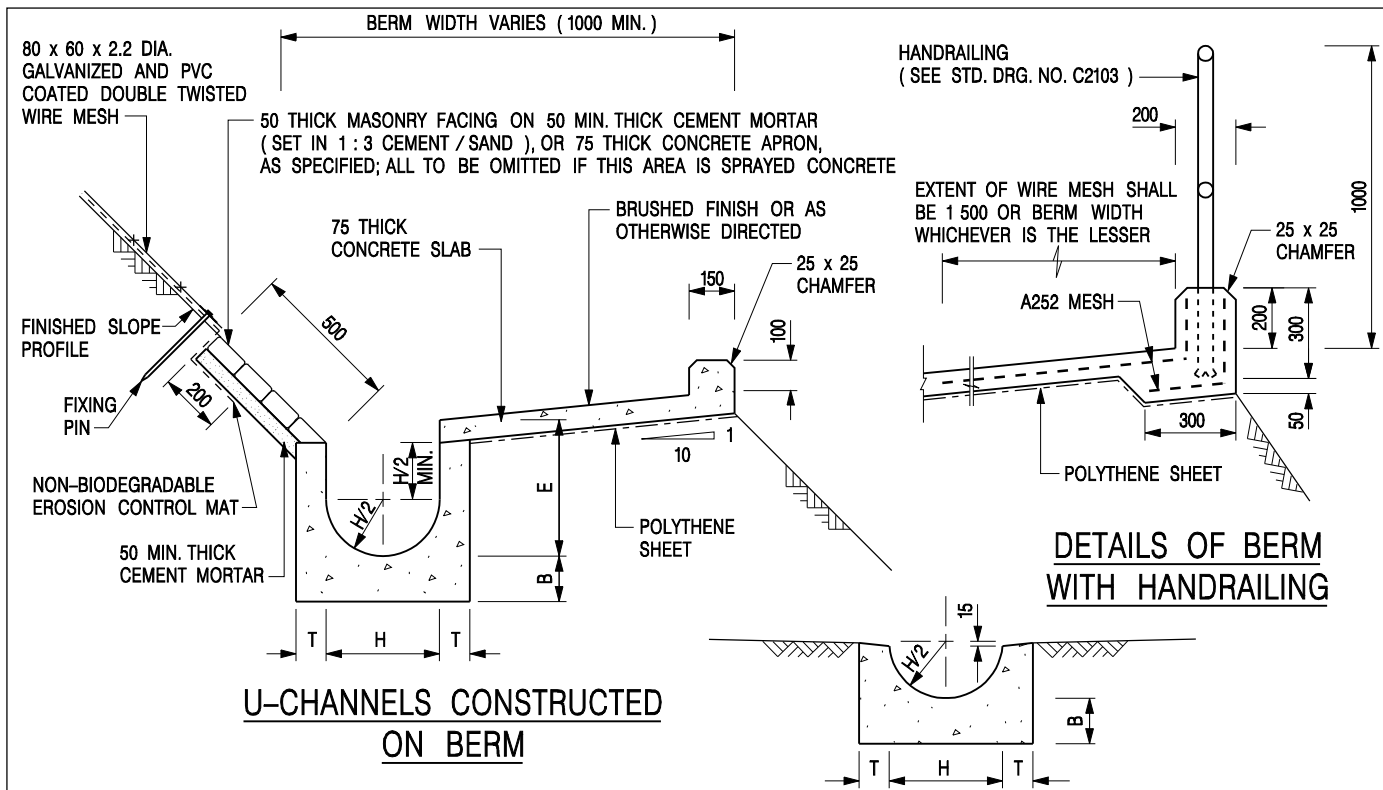 BERM WIDTH VARIES ( 1000 MIN. )
80 x 60 x 2.2 DIA.
GALVANIZED AND PVC
COATED DOUBLE TWISTED
WIRE MESH
50 THICK MASONRY FACING ON 50 MIN. THICK CEMENT MORTAR
( SET IN 1 : 3 CEMENT / SAND ), OR 75 THICK CONCRETE APRON,
AS SPECIFIED; ALL TO BE OMITTED IF THIS AREA IS SPRAYED CONCRETE
75 THICK
CONCRETE SLAB
BRUSHED FINISH OR AS
OTHERWISE DIRECTED
25 x 25
CHAMFER
150
100
500
FINISHED SLOPE
PROFILE
200
FIXING
PIN
NON-BIODEGRADABLE
EROSION CONTROL MAT
50 MIN. THICK
CEMENT MORTAR
H/2
MIN.
H/2
E
B
1
10
POLYTHENE
SHEET
T
H
T
U-CHANNELS CONSTRUCTED
ON BERM
HANDRAILING
( SEE STD. DRG. NO. C2103 )
200
1000
EXTENT OF WIRE MESH SHALL
BE 1 500 OR BERM WIDTH
WHICHEVER IS THE LESSER
25 x 25
CHAMFER
A252 MESH
200
300
50
300
POLYTHENE SHEET
DETAILS OF BERM
WITH HANDRAILING
15
H/2
B
T
H
T